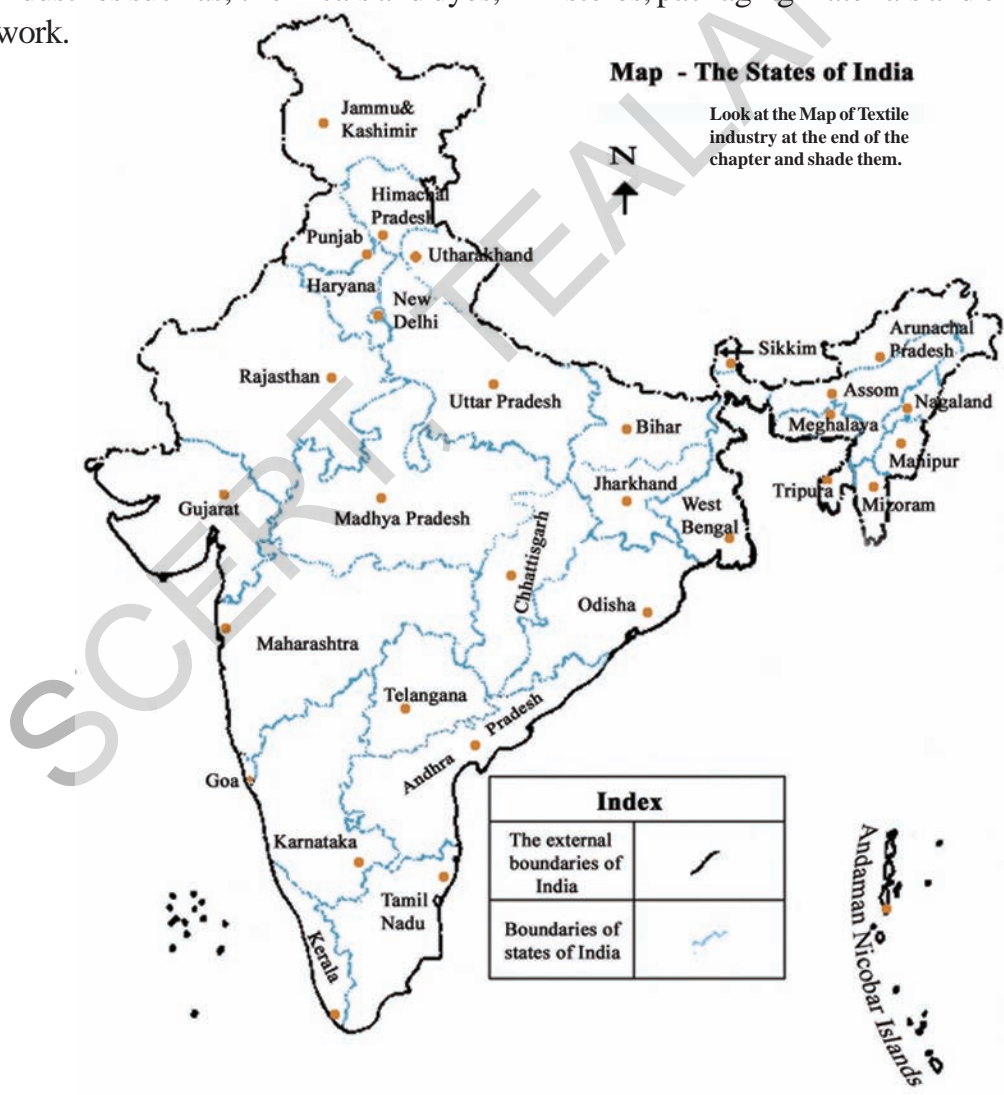 work.
Map - The States of India
Look at the Map of Textile
industry at the end of the
chapter and shade them.
N
Jammu&
Kashimir
Himachal
Pradesh
Punjab
Utharakhand
Haryana
New
Delhi
Sikkim
Arunachal
Pradesh
Rajasthan
Uttar Pradesh
Assom
Nagaland
Meghalaya
Bihar
Manipur
Jharkhand
Tripura
Mizoram
Gujarat
Madhya Pradesh
West
Bengal
Chhattisgarh
Odisha
Maharashtra
Telangana
Andhra Pradesh
Goa
Karnataka
Tamil
Nadu
Kerala
Index
The external
boundaries of
India
Boundaries of
states of India
Andaman Nicobar Islands
SCERT TEALA